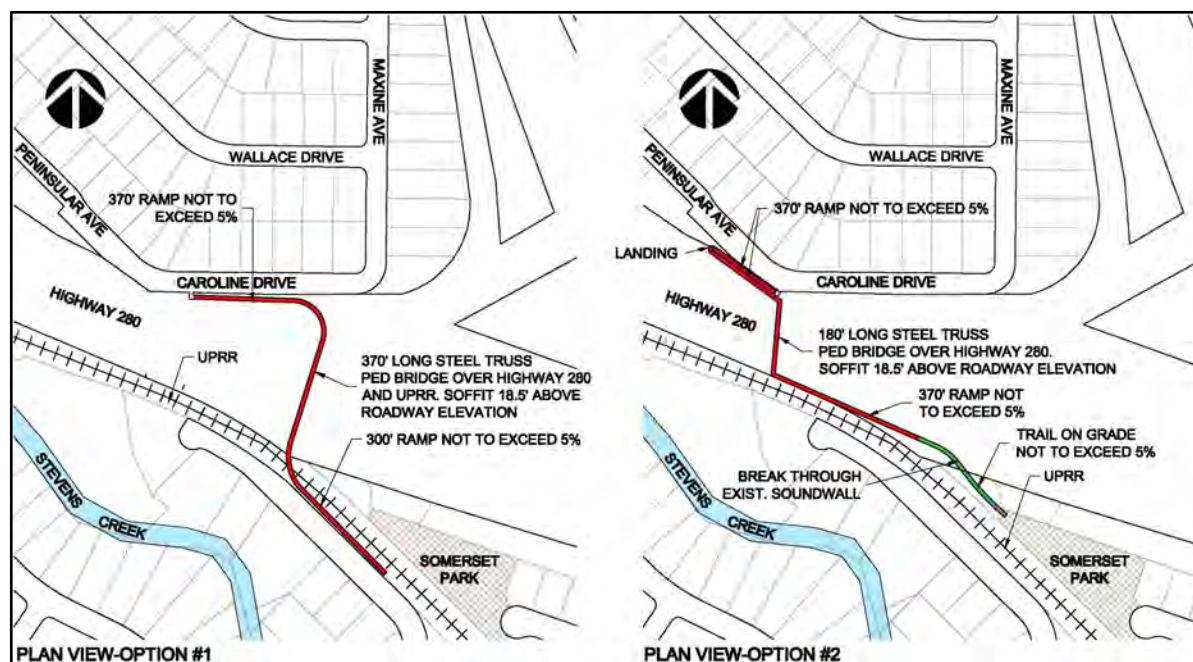 MAXINE AVE
WALLACE DRIVE
PENINSULAR AVE
370' RAMP NOT TO
EXCEED 5%
CAROLINE DRIVE
HIGHWAY 280
UPRR
370' LONG STEEL TRUSS
PED BRIDGE OVER HIGHWAY 280
AND UPRR. SOFFIT 18.5' ABOVE
ROADWAY ELEVATION
300' RAMP NOT TO EXCEED 5%
STEVENS
CREEK
SOMERSET
PARK
PLAN VIEW-OPTION #1
MAXINE AVE
WALLACE DRIVE
PENINSULAR AVE
370' RAMP NOT TO EXCEED 5%
LANDING
CAROLINE DRIVE
HIGHWAY 280
180' LONG STEEL TRUSS
PED BRIDGE OVER HIGHWAY 280.
SOFFIT 18.5' ABOVE ROADWAY ELEVATION
370' RAMP NOT
TO EXCEED 5%
TRAIL ON GRADE
NOT TO EXCEED 5%
BREAK THROUGH
EXIST. SOUNDWALL
UPRR
STEVENS
CREEK
SOMERSET
PARK
PLAN VIEW-OPTION #2